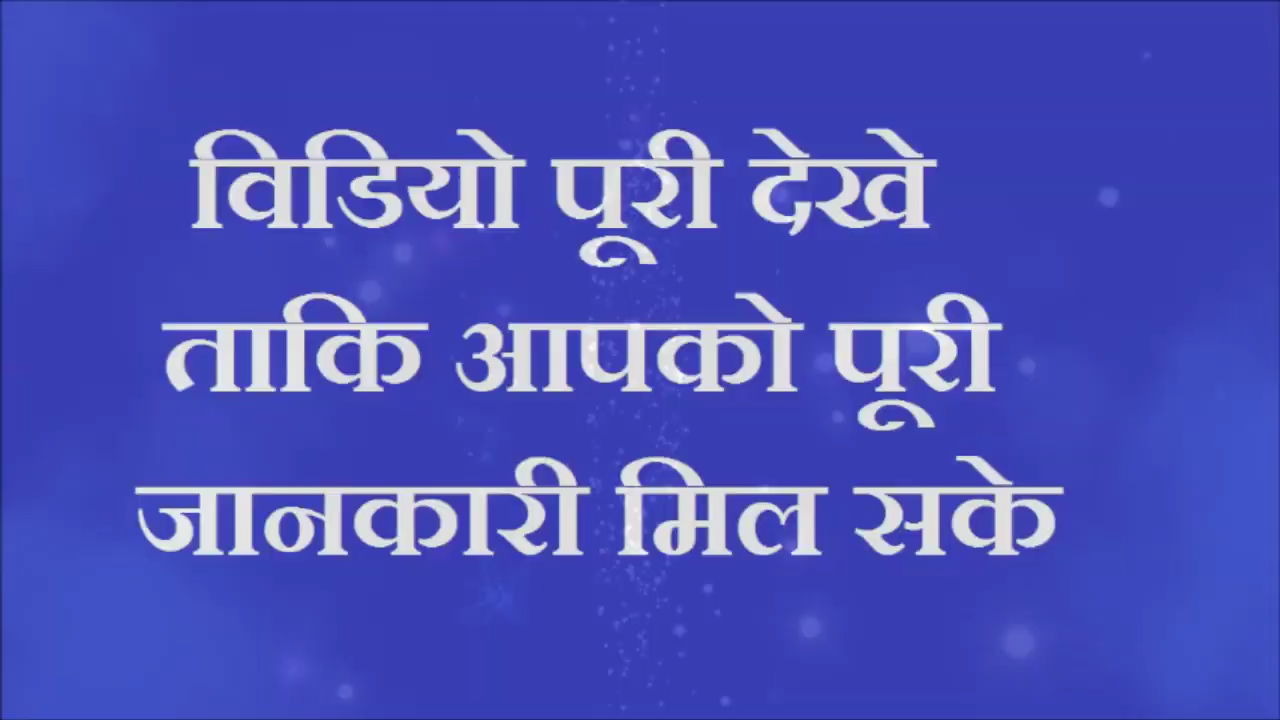 विडियो पूरी देखे
ताकि आपको पूरी
जानकारी मिल सके